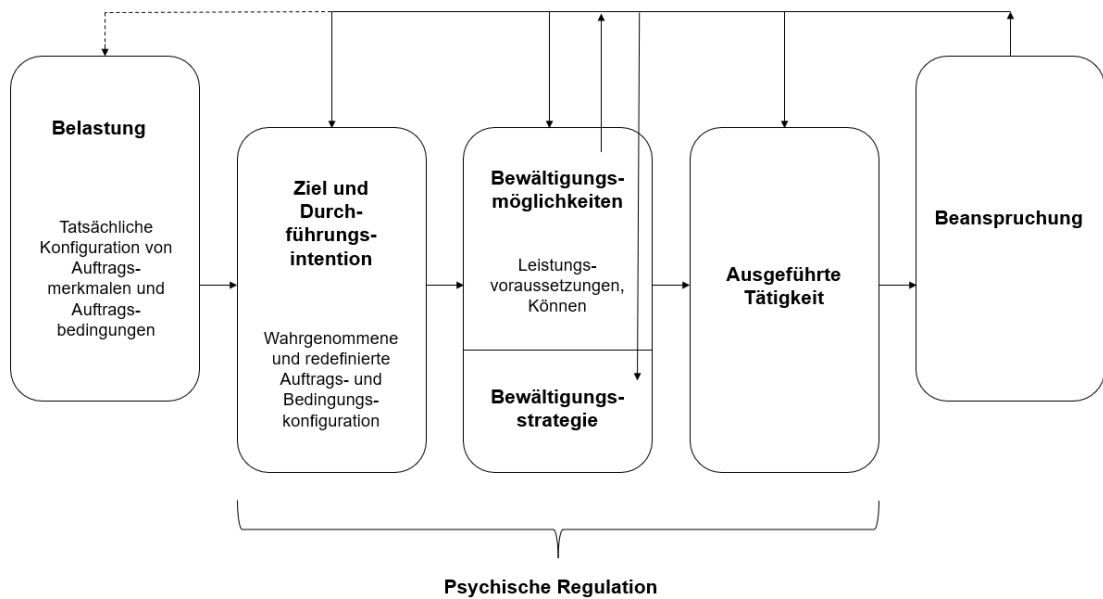 Belastung
Tatsächliche
Konfiguration von
Auftrags-
merkmalen und
Auftrags-
bedingungen
Ziel und
Durch-
führungs-
intention
Wahrgenommene
und redefinierte
Auftrags- und
Bedingungs-
konfiguration
Bewältigungs-
möglichkeiten
Leistungs-
voraussetzungen,
Können
Bewältigungs-
strategie
Ausgeführte
Tätigkeit
Beanspruchung
Psychische Regulation